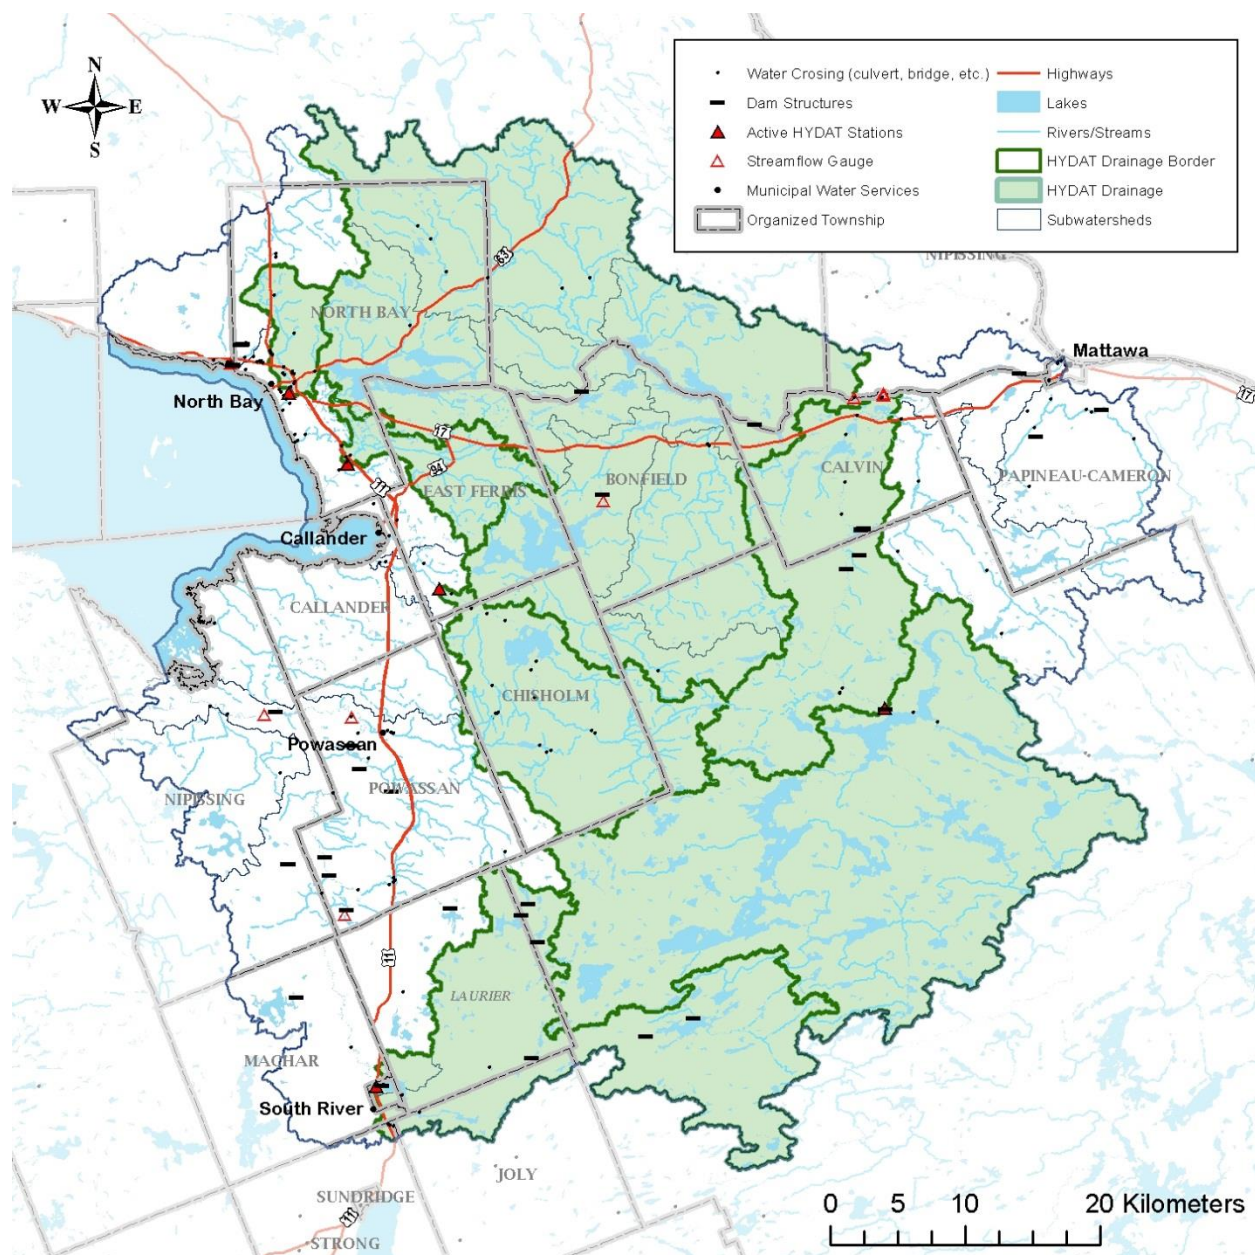 N
W
E
S
Water Crossing (culvert, bridge, etc.)
Dam Structures
Active HYDAT Stations
Streamflow Gauge
Municipal Water Services
Organized Township
Highways
Lakes
Rivers/Streams
HYDAT Drainage Border
HYDAT Drainage
Subwatersheds
NIPISSING
63
NORTH BAY
Mattawa
17
North Bay
17
94
11
EAST FERRIS
BONFIELD
CALVIN
PAPINEAU-CAMERON
Callander
CALLANDER
CHISHOLM
Powassan
POWASSAN
NIPISSING
11
LAURIER
MACHAR
South River
JOLY
SUNDRIDGE
11
STRONG
0 5 10 20 Kilometers